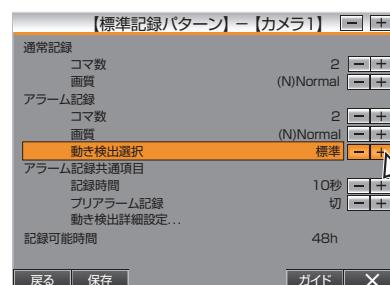 【標準記録パターン】－【カメラ1】 － ＋
通常記録
コマ数 2 － ＋
画質 (N)Normal － ＋
アラーム記録
コマ数 2 － ＋
画質 (N)Normal － ＋
動き検出選択 標準 － ＋
アラーム記録共通項目
記録時間 10秒 － ＋
プリアラーム記録 切 － ＋
動き検出詳細設定...
記録可能時間 48h
戻る 保存 ガイド ×